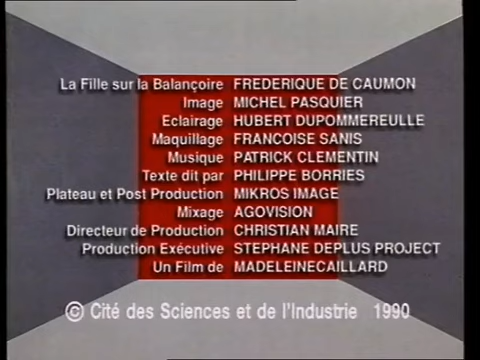 La Fille sur la Balançoire FREDERIQUE DE CAUMON
Image MICHEL PASQUIER
Eclairage HUBERT DUPOMMEREULLE
Maquillage FRANCOISE SANIS
Musique PATRICK CLEMENTIN
Texte dit par PHILIPPE BORRIES
Plateau et Post Production MIKROS IMAGE
Mixage AGOVISION
Directeur de Production CHRISTIAN MAIRE
Production Exécutive STEPHANE DEPLUS PROJECT
Un Film de MADELEINECAILLARD
© Cité des Sciences et de l'Industrie 1990